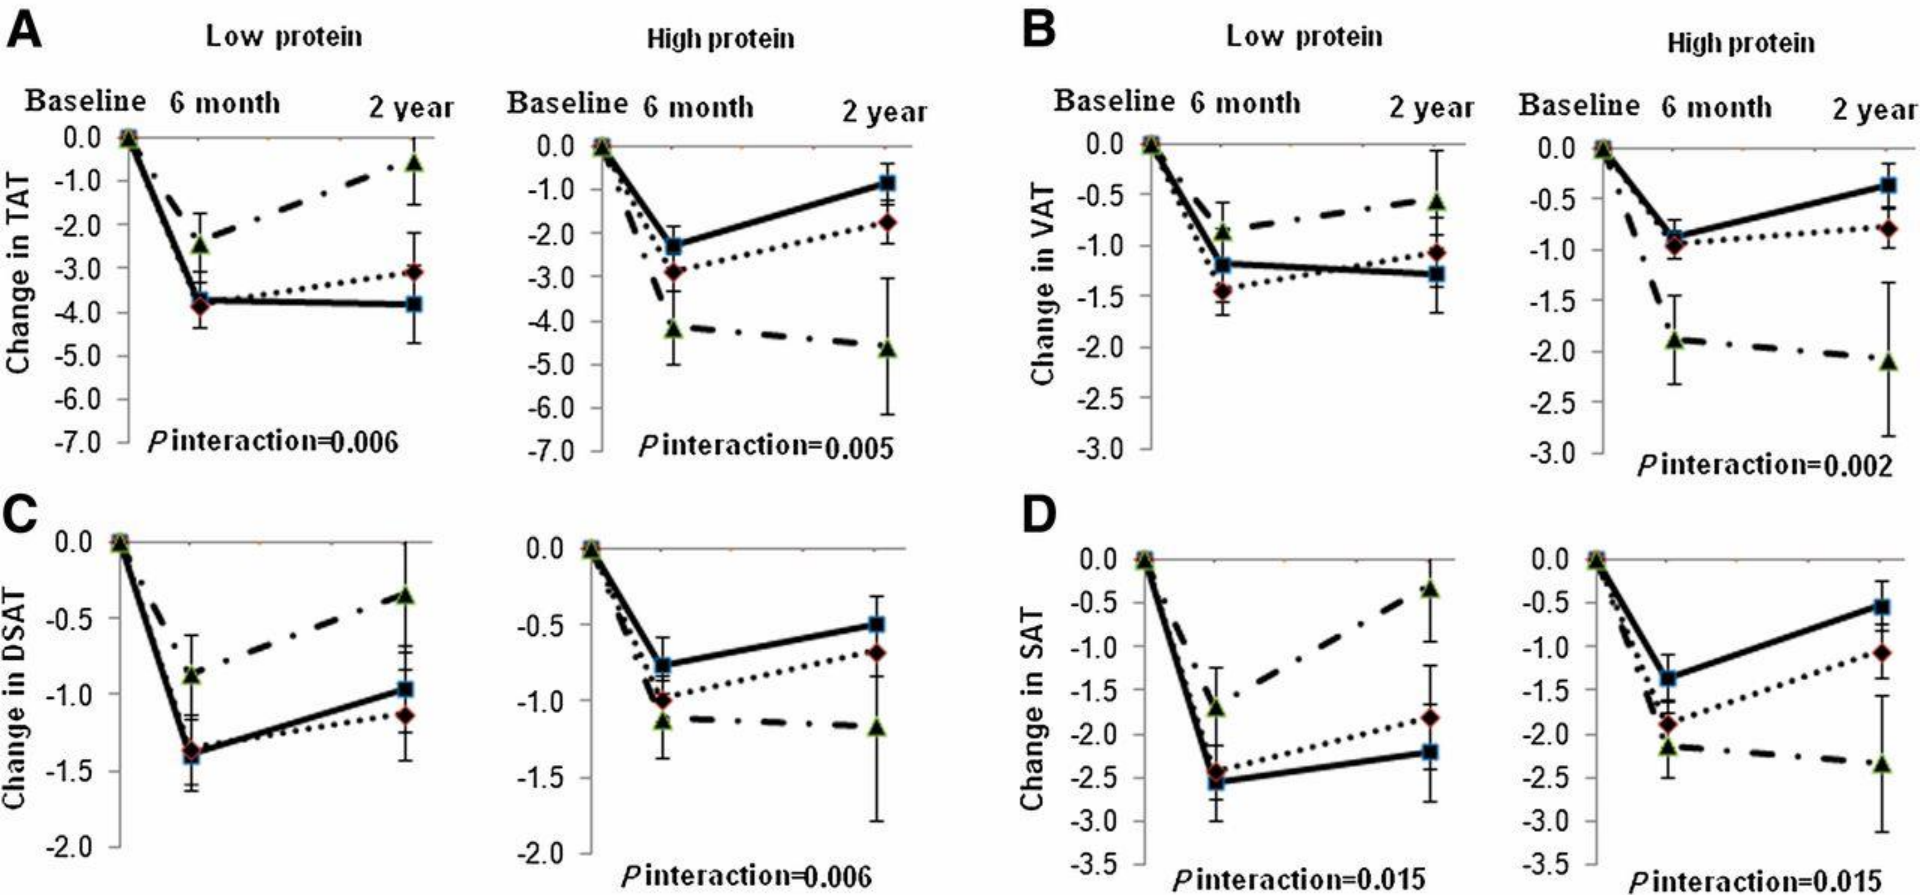 A
Low protein
High protein
Baseline 6 month 2 year
Baseline 6 month 2 year
Change in TAT
0.0
-1.0
-2.0
-3.0
-4.0
-5.0
-6.0
-7.0
P interaction=0.006
0.0
-1.0
-2.0
-3.0
-4.0
-5.0
-6.0
-7.0
P interaction=0.005
B
Low protein
High protein
Baseline 6 month 2 year
Baseline 6 month 2 year
Change in VAT
0.0
-0.5
-1.0
-1.5
-2.0
-2.5
-3.0
0.0
-0.5
-1.0
-1.5
-2.0
-2.5
-3.0
P interaction=0.002
C
Change in DSAT
0.0
-0.5
-1.0
-1.5
-2.0
0.0
-0.5
-1.0
-1.5
-2.0
P interaction=0.006
D
Change in SAT
0.0
-0.5
-1.0
-1.5
-2.0
-2.5
-3.0
-3.5
P interaction=0.015
0.0
-0.5
-1.0
-1.5
-2.0
-2.5
-3.0
-3.5
P interaction=0.015